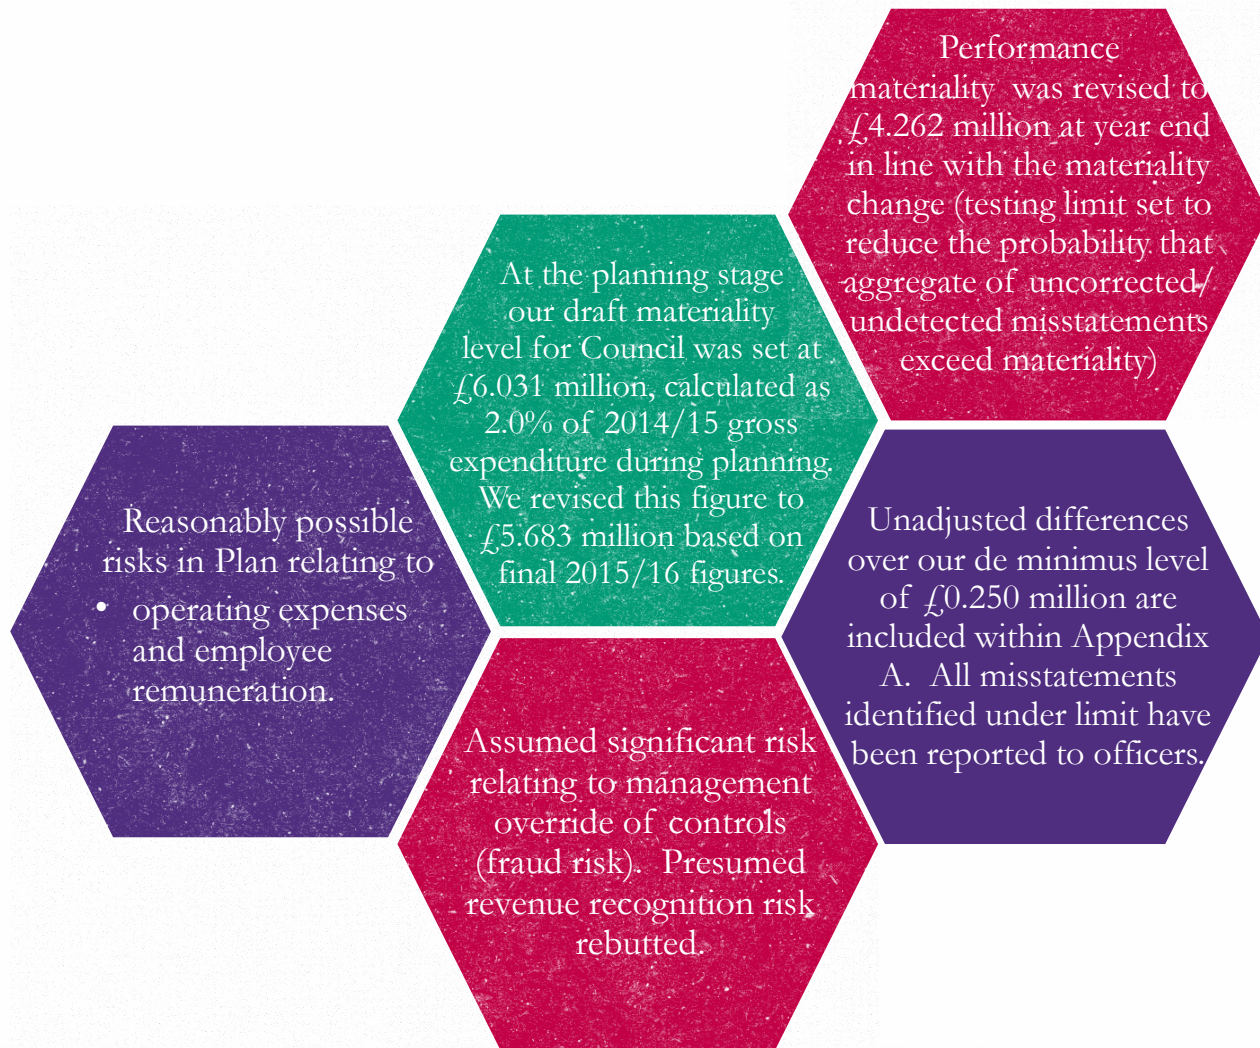 Performance
materiality was revised to
£4.262 million at year end
in line with the materiality
change (testing limit set to
reduce the probability that
aggregate of uncorrected/
undetected misstatements
exceed materiality)
At the planning stage
our draft materiality
level for Council was set at
£6.031 million, calculated as
2.0% of 2014/15 gross
expenditure during planning.
We revised this figure to
£5.683 million based on
final 2015/16 figures.
Reasonably possible
risks in Plan relating to
• operating expenses
and employee
remuneration.
Unadjusted differences
over our de minimus level
of £0.250 million are
included within Appendix
A. All misstatements
identified under limit have
been reported to officers.
Assumed significant risk
relating to management
override of controls
(fraud risk). Presumed
revenue recognition risk
rebutted.